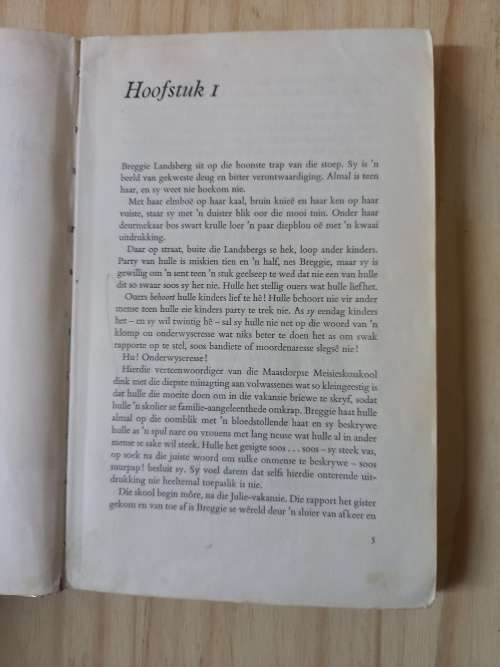 Hoofstuk 1
Breggie Landsberg sit op die boonste trap van die stoep. Sy is 'n
beeld van gekweste deug en bitter verontwaardiging. Almal is teen
haar, en sy weet nie hoekom nie.
Met haar elmboë op haar kaal, bruin knieë en haar ken op haar
vuiste, staar sy met 'n duister blik oor die mooi tuin. Onder haar
deurmekaar bos swart krulle loer 'n paar diepblou oë met 'n kwaai
uitdrukking.
Daar op straat, buite die Landsbergs se hek, loop ander kinders.
Party van hulle is miskien tien en 'n half, nes Breggie, maar sy is
gewillig om 'n sent teen 'n stuk geelseep te wed dat nie een van hulle
dit so swaar soos sy het nie. Hulle het stellig ouers wat hulle liefhet.
Ouers behoort hulle kinders lief te hê! Hulle behoort nie vir ander
mense teen hulle eie kinders party te trek nie. As sy eendag kinders
het – en sy wil twintig hê – sal sy hulle nie net op die woord van 'n
klomp ou onderwyseresse wat niks beter te doen het as om swak
rapporte op te stel, soos bandiete of moordenaresse slegsê nie!
Hu! Onderwyseresse!
Hierdie verteenwoordiger van die Maasdorpse Meisieskoskool
dink met die diepste minagting aan volwassenes wat so kleingeestig is
dat hulle die moeite doen om in die vakansie briewe te skryf, sodat
hulle 'n skolier se familie-aangeleenthede omkrap. Breggie haat hulle
almal op die oomblik met 'n bloedstollende haat en sy beskrywe
hulle as 'n spul nare ou vrouens met lang neuse wat hulle al in ander
mense se sake wil steek. Hulle het gesigte soos . . . soos – sy steek vas,
op soek na die juiste woord om sulke onmense te beskrywe – soos
suurpap! besluit sy. Sy voel darem dat selfs hierdie onterende uit-
drukking nie heeltemal toepaslik is nie.
Die skool begin môre, na die Julie-vakansie. Die rapport het gister
gekom en van toe af is Breggie se wêreld deur 'n sluier van afkeer en
5